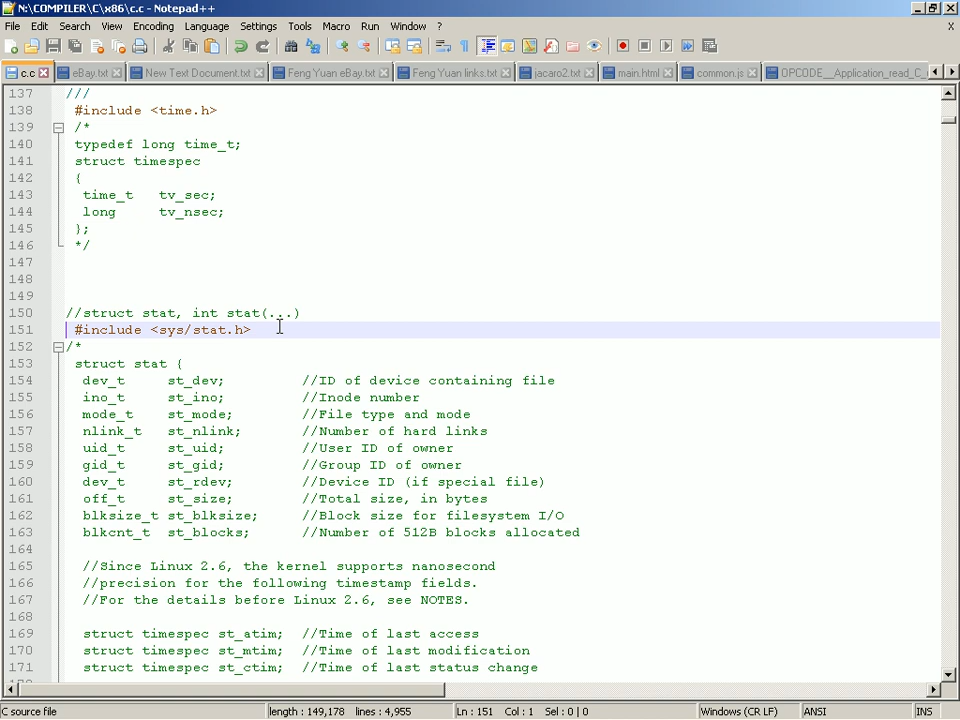 N:\COMPILER\C\x86\c.c - Notepad++
File Edit Search View Encoding Language Settings Tools Macro Run Window ?
c.c eBay.txt New Text Document.txt Feng Yuan eBay.txt Feng Yuan links.txt jacaro2.txt main.html common.js OPCODE__Application_read_C_
137 ///
138 #include <time.h>
139 /*
140 typedef long time_t;
141 struct timespec
142 {
143 time_t tv_sec;
144 long tv_nsec;
145 };
146 */
147
148
149
150 //struct stat, int stat(...)
151 #include <sys/stat.h>
152 /*
153 struct stat {
154 dev_t st_dev; //ID of device containing file
155 ino_t st_ino; //Inode number
156 mode_t st_mode; //File type and mode
157 nlink_t st_nlink; //Number of hard links
158 uid_t st_uid; //User ID of owner
159 gid_t st_gid; //Group ID of owner
160 dev_t st_rdev; //Device ID (if special file)
161 off_t st_size; //Total size, in bytes
162 blksize_t st_blksize; //Block size for filesystem I/O
163 blkcnt_t st_blocks; //Number of 512B blocks allocated
164
165 //Since Linux 2.6, the kernel supports nanosecond
166 //precision for the following timestamp fields.
167 //For the details before Linux 2.6, see NOTES.
168
169 struct timespec st_atim; //Time of last access
170 struct timespec st_mtim; //Time of last modification
171 struct timespec st_ctim; //Time of last status change
C source file length : 149,178 lines : 4,955 Ln : 151 Col : 1 Sel : 0 | 0 Windows (CR LF) ANSI INS